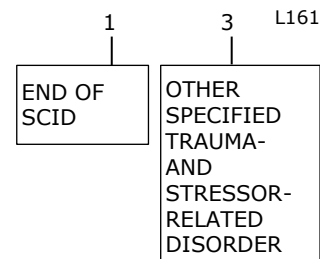 1 3 L161
END OF
SCID
OTHER
SPECIFIED
TRAUMA-
AND
STRESSOR-
RELATED
DISORDER